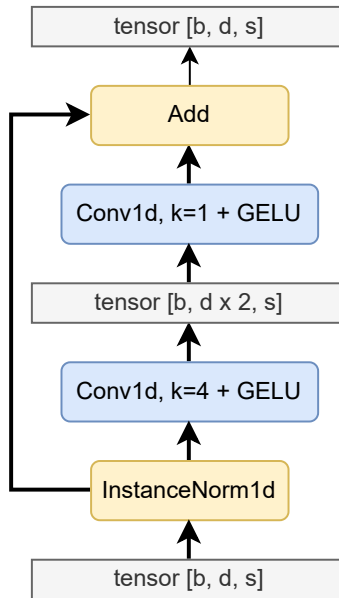 tensor [b, d, s]
Add
Conv1d, k=1 + GELU
tensor [b, d x 2, s]
Conv1d, k=4 + GELU
InstanceNorm1d
tensor [b, d, s]